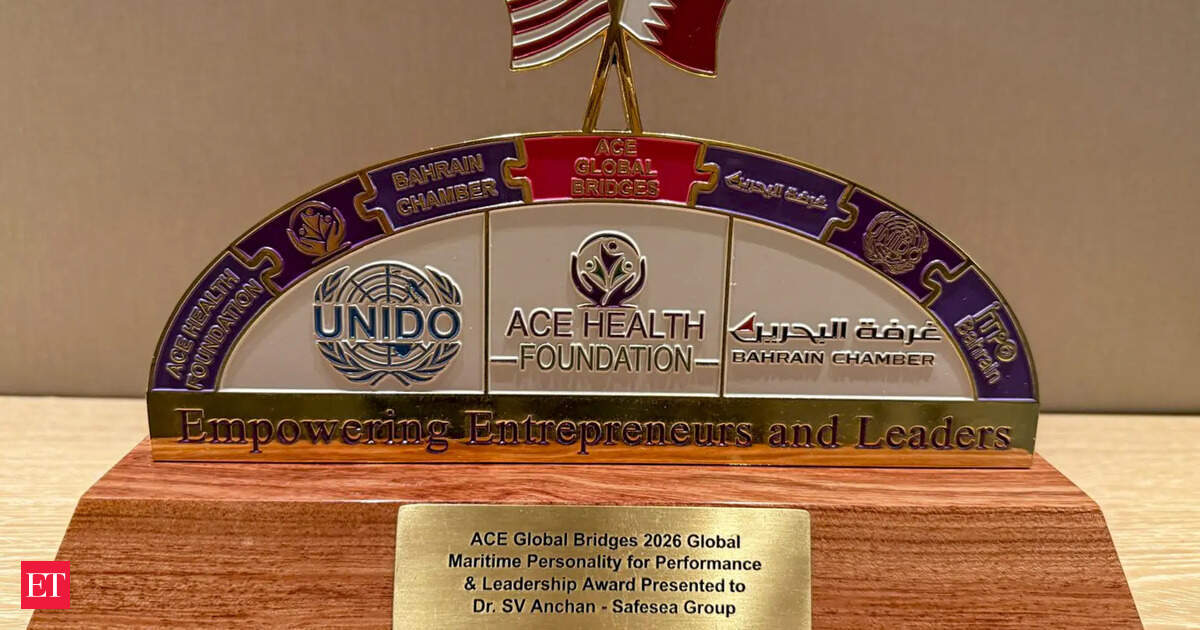 ACE
GLOBAL
BRIDGES
BAHRAIN
CHAMBER
غرفة البحرين
ACE HEALTH
FOUNDATION
UNIDO
ITPO
Bahrain
UNIDO
ACE HEALTH
FOUNDATION
غرفة البحرين
BAHRAIN CHAMBER
Empowering Entrepreneurs and Leaders
ACE Global Bridges 2026 Global
Maritime Personality for Performance
& Leadership Award Presented to
Dr. SV Anchan - Safesea Group
ET